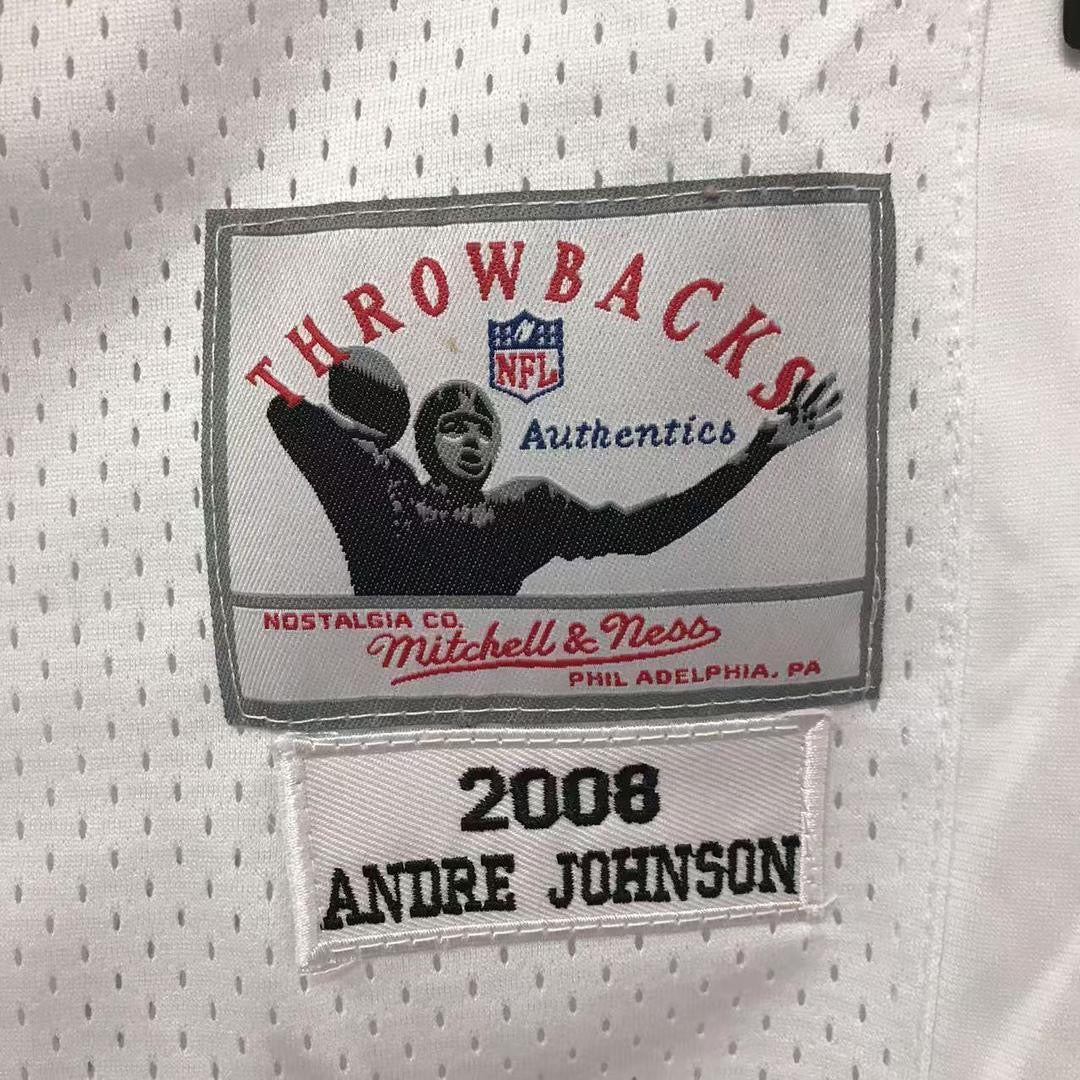 THROWBACKS
NFL
Authentics
NOSTALGIA CO.
Mitchell & Ness
PHIL ADELPHIA, PA
2008
ANDRE JOHNSON